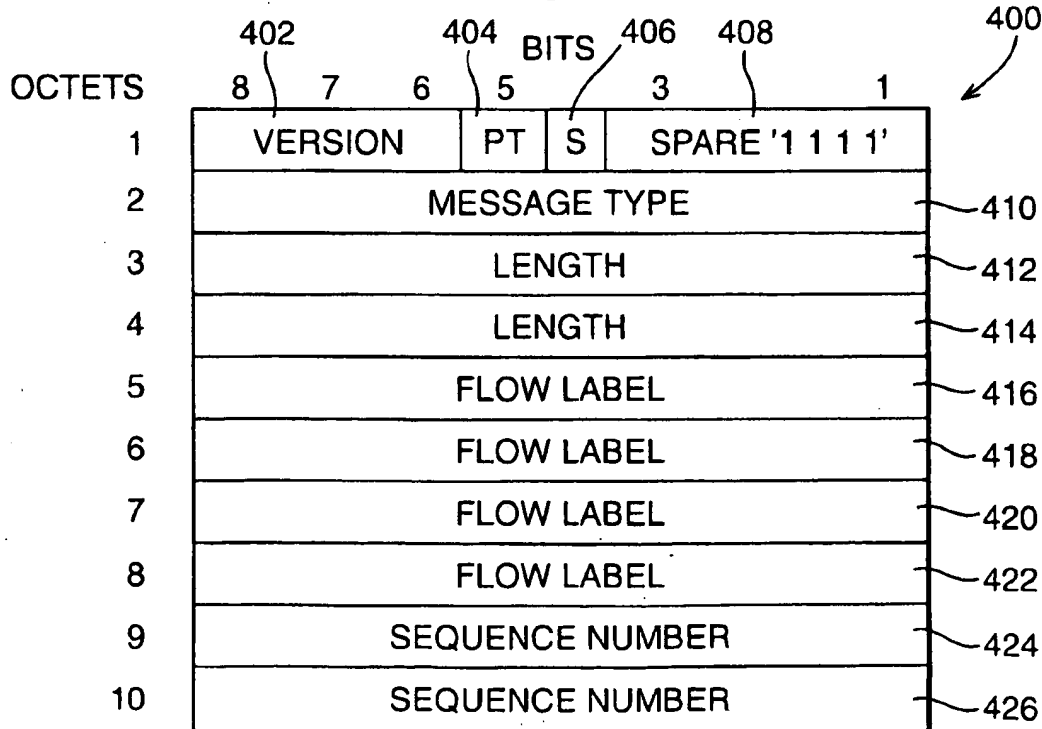 402 404 BITS 406 408 400
OCTETS 8 7 6 5 3 1
1 VERSION PT S SPARE '1 1 1 1'
2 MESSAGE TYPE 410
3 LENGTH 412
4 LENGTH 414
5 FLOW LABEL 416
6 FLOW LABEL 418
7 FLOW LABEL 420
8 FLOW LABEL 422
9 SEQUENCE NUMBER 424
10 SEQUENCE NUMBER 426